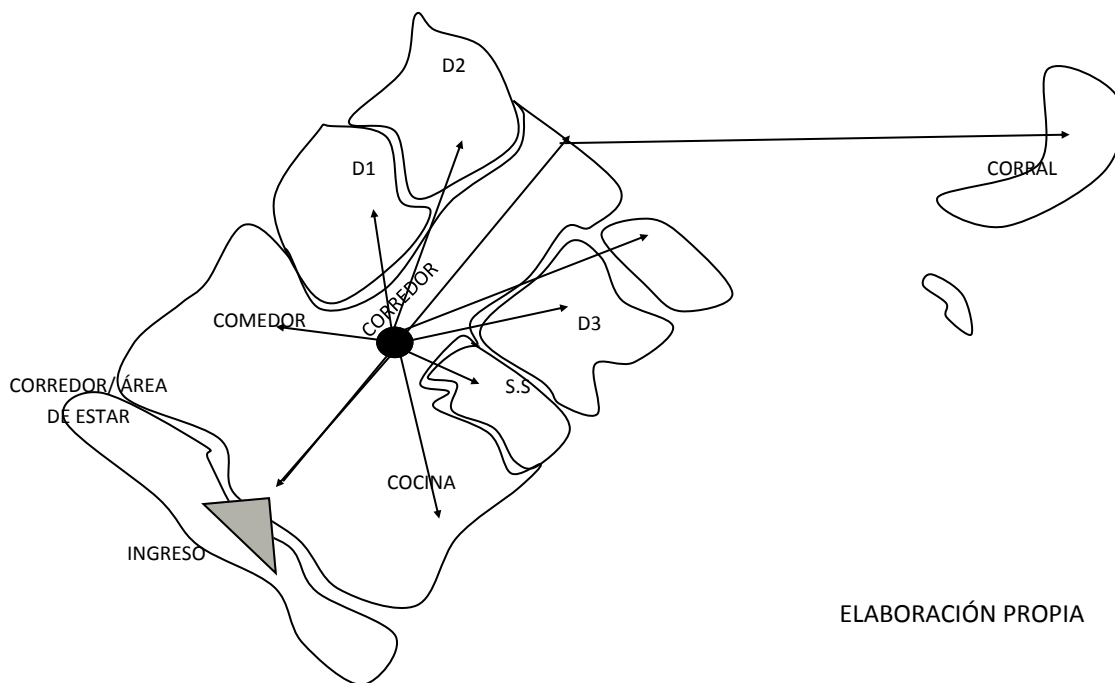 D2
D1
CORRAL
CORREDOR
COMEDOR
D3
CORREDOR/ ÁREA
DE ESTAR
S.S
COCINA
INGRESO
ELABORACIÓN PROPIA